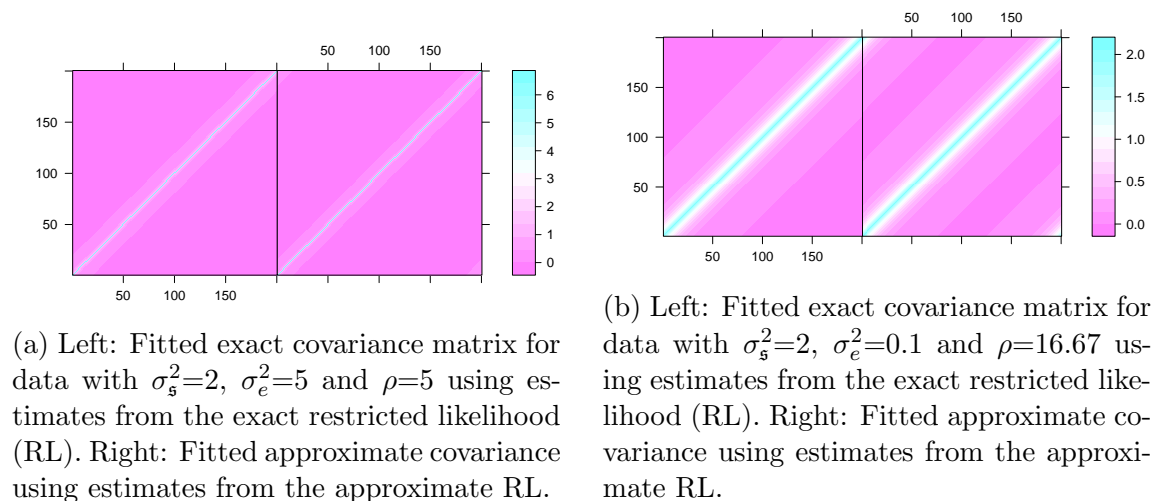 50 100 150
150
100
50
50 100 150
6
5
4
3
2
1
0
(a) Left: Fitted exact covariance matrix for
data with σ²_𝔰=2, σ²_e=5 and ρ=5 using es-
timates from the exact restricted likelihood
(RL). Right: Fitted approximate covariance
using estimates from the approximate RL.
50 100 150
150
100
50
50 100 150
2.0
1.5
1.0
0.5
0.0
(b) Left: Fitted exact covariance matrix for
data with σ²_𝔰=2, σ²_e=0.1 and ρ=16.67 us-
ing estimates from the exact restricted like-
lihood (RL). Right: Fitted approximate co-
variance using estimates from the approxi-
mate RL.